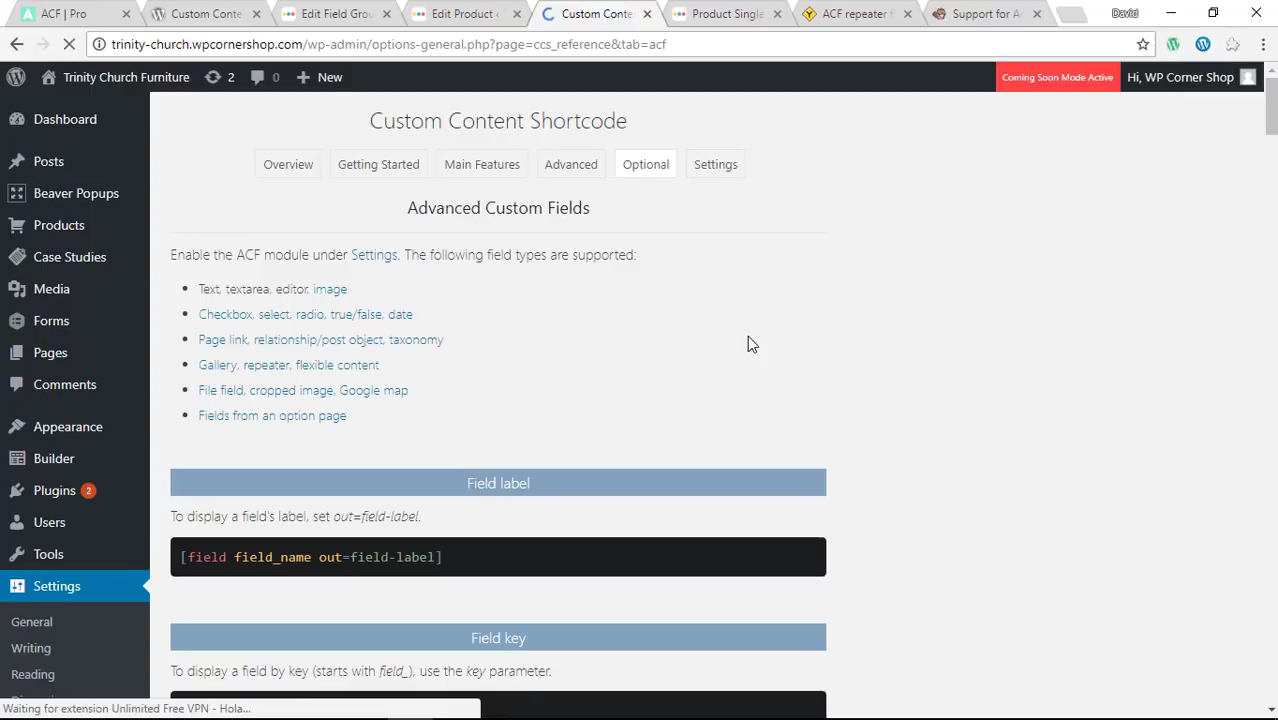 ACF | Pro
Custom Conte
Edit Field Grou
Edit Product ‹
Custom Conte
Product Single
ACF repeater f
Support for A
David
trinity-church.wpcornershop.com/wp-admin/options-general.php?page=ccs_reference&tab=acf
Trinity Church Furniture
2
0
New
Coming Soon Mode Active
Hi, WP Corner Shop
Dashboard
Posts
Beaver Popups
Products
Case Studies
Media
Forms
Pages
Comments
Appearance
Builder
Plugins 2
Users
Tools
Settings
General
Writing
Reading
Custom Content Shortcode
Overview
Getting Started
Main Features
Advanced
Optional
Settings
Advanced Custom Fields
Enable the ACF module under Settings. The following field types are supported:
Text, textarea, editor, image
Checkbox, select, radio, true/false, date
Page link, relationship/post object, taxonomy
Gallery, repeater, flexible content
File field, cropped image, Google map
Fields from an option page
Field label
To display a field's label, set out=field-label.
[field field_name out=field-label]
Field key
To display a field by key (starts with field_), use the key parameter.
Waiting for extension Unlimited Free VPN - Hola...